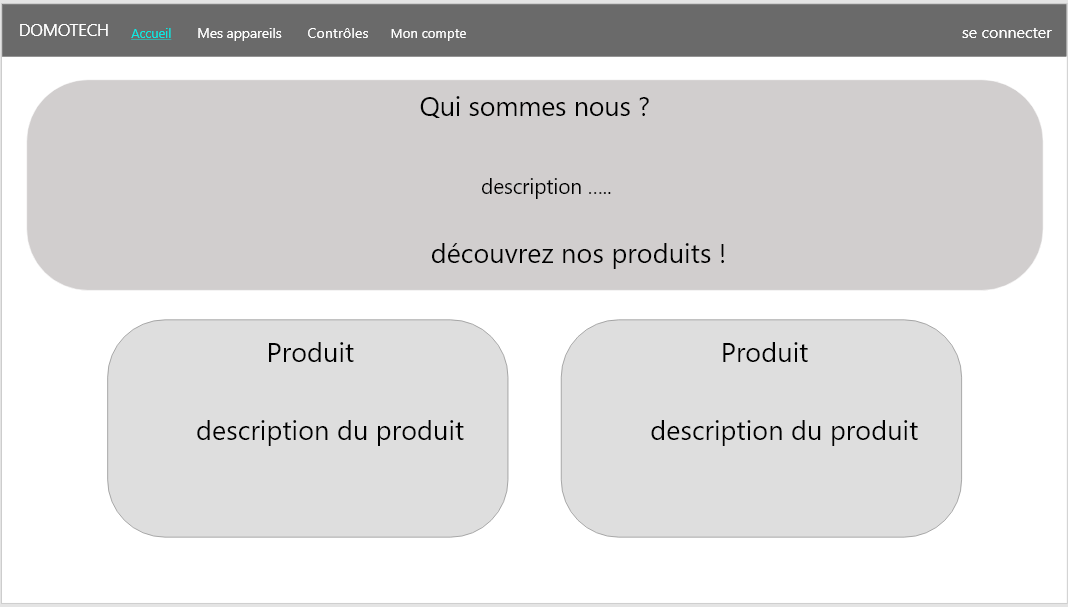 DOMOTECH Accueil Mes appareils Contrôles Mon compte se connecter
Qui sommes nous ?
description .....
découvrez nos produits !
Produit Produit
description du produit description du produit